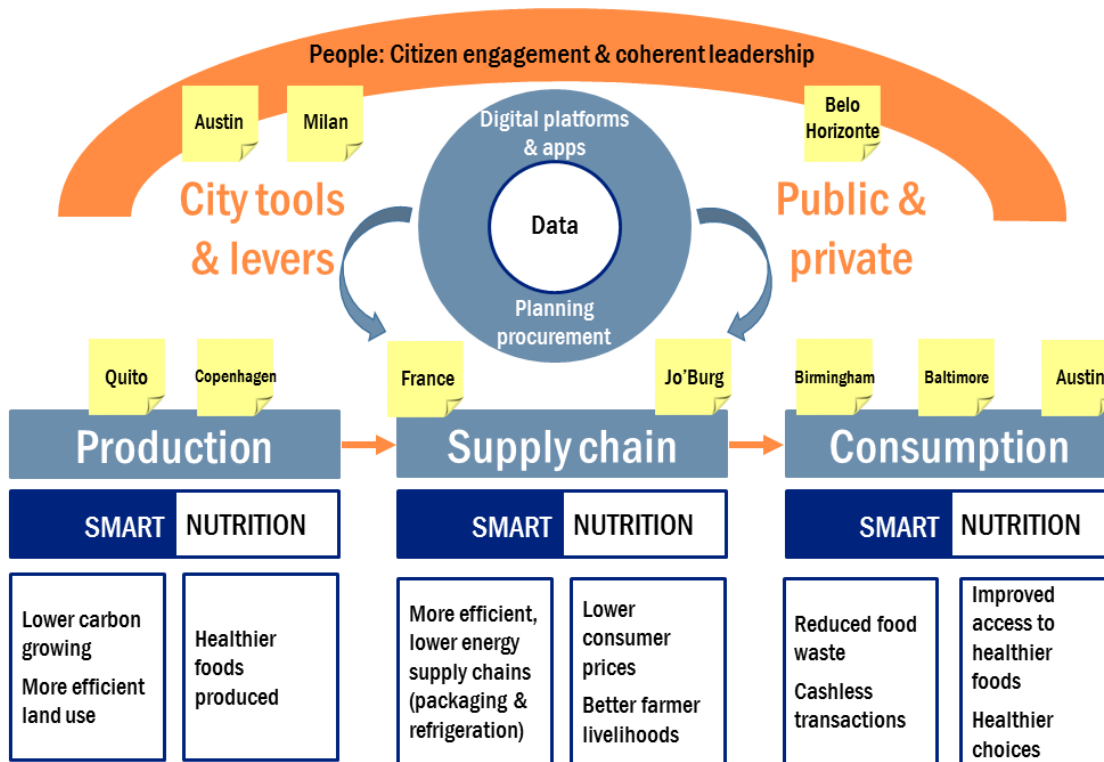 People: Citizen engagement & coherent leadership
Austin
Milan
Belo
Horizonte
Digital platforms
& apps
City tools
& levers
Data
Public &
private
Planning
procurement
Quito
Copenhagen
France
Jo’Burg
Birmingham
Baltimore
Austin
Production
Supply chain
Consumption
SMART NUTRITION
SMART NUTRITION
SMART NUTRITION
Lower carbon
growing
More efficient
land use
Healthier
foods
produced
More efficient,
lower energy
supply chains
(packaging &
refrigeration)
Lower
consumer
prices
Better farmer
livelihoods
Reduced food
waste
Cashless
transactions
Improved
access to
healthier
foods
Healthier
choices